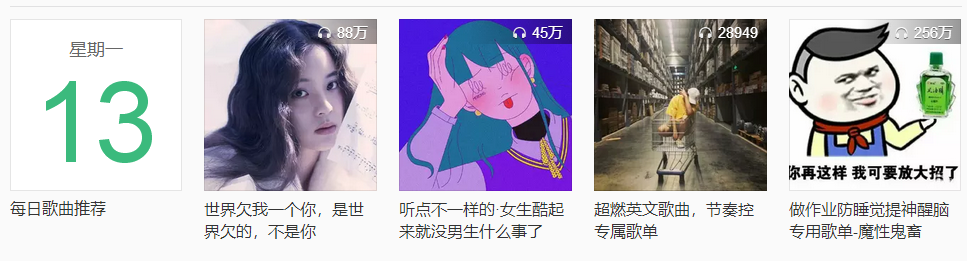 星期一
13
每日歌曲推荐
88万
世界欠我一个你，是世
界欠的，不是你
45万
听点不一样的·女生酷起
来就没男生什么事了
28949
超燃英文歌曲，节奏控
专属歌单
256万
你再这样 我可要放大招了
做作业防睡觉提神醒脑
专用歌单-魔性鬼畜